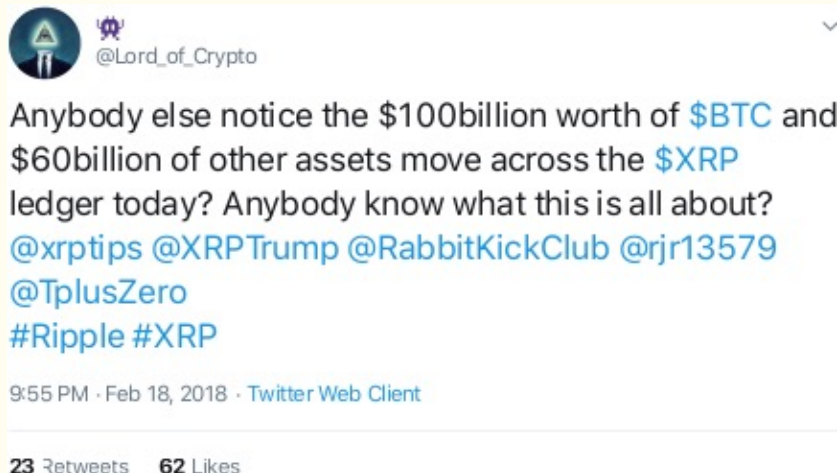 @Lord_of_Crypto
Anybody else notice the $100billion worth of $BTC and
$60billion of other assets move across the $XRP
ledger today? Anybody know what this is all about?
@xrptips @XRPTrump @RabbitKickClub @rjr13579
@TplusZero
#Ripple #XRP
9:55 PM · Feb 18, 2018 · Twitter Web Client
23 Retweets 62 Likes